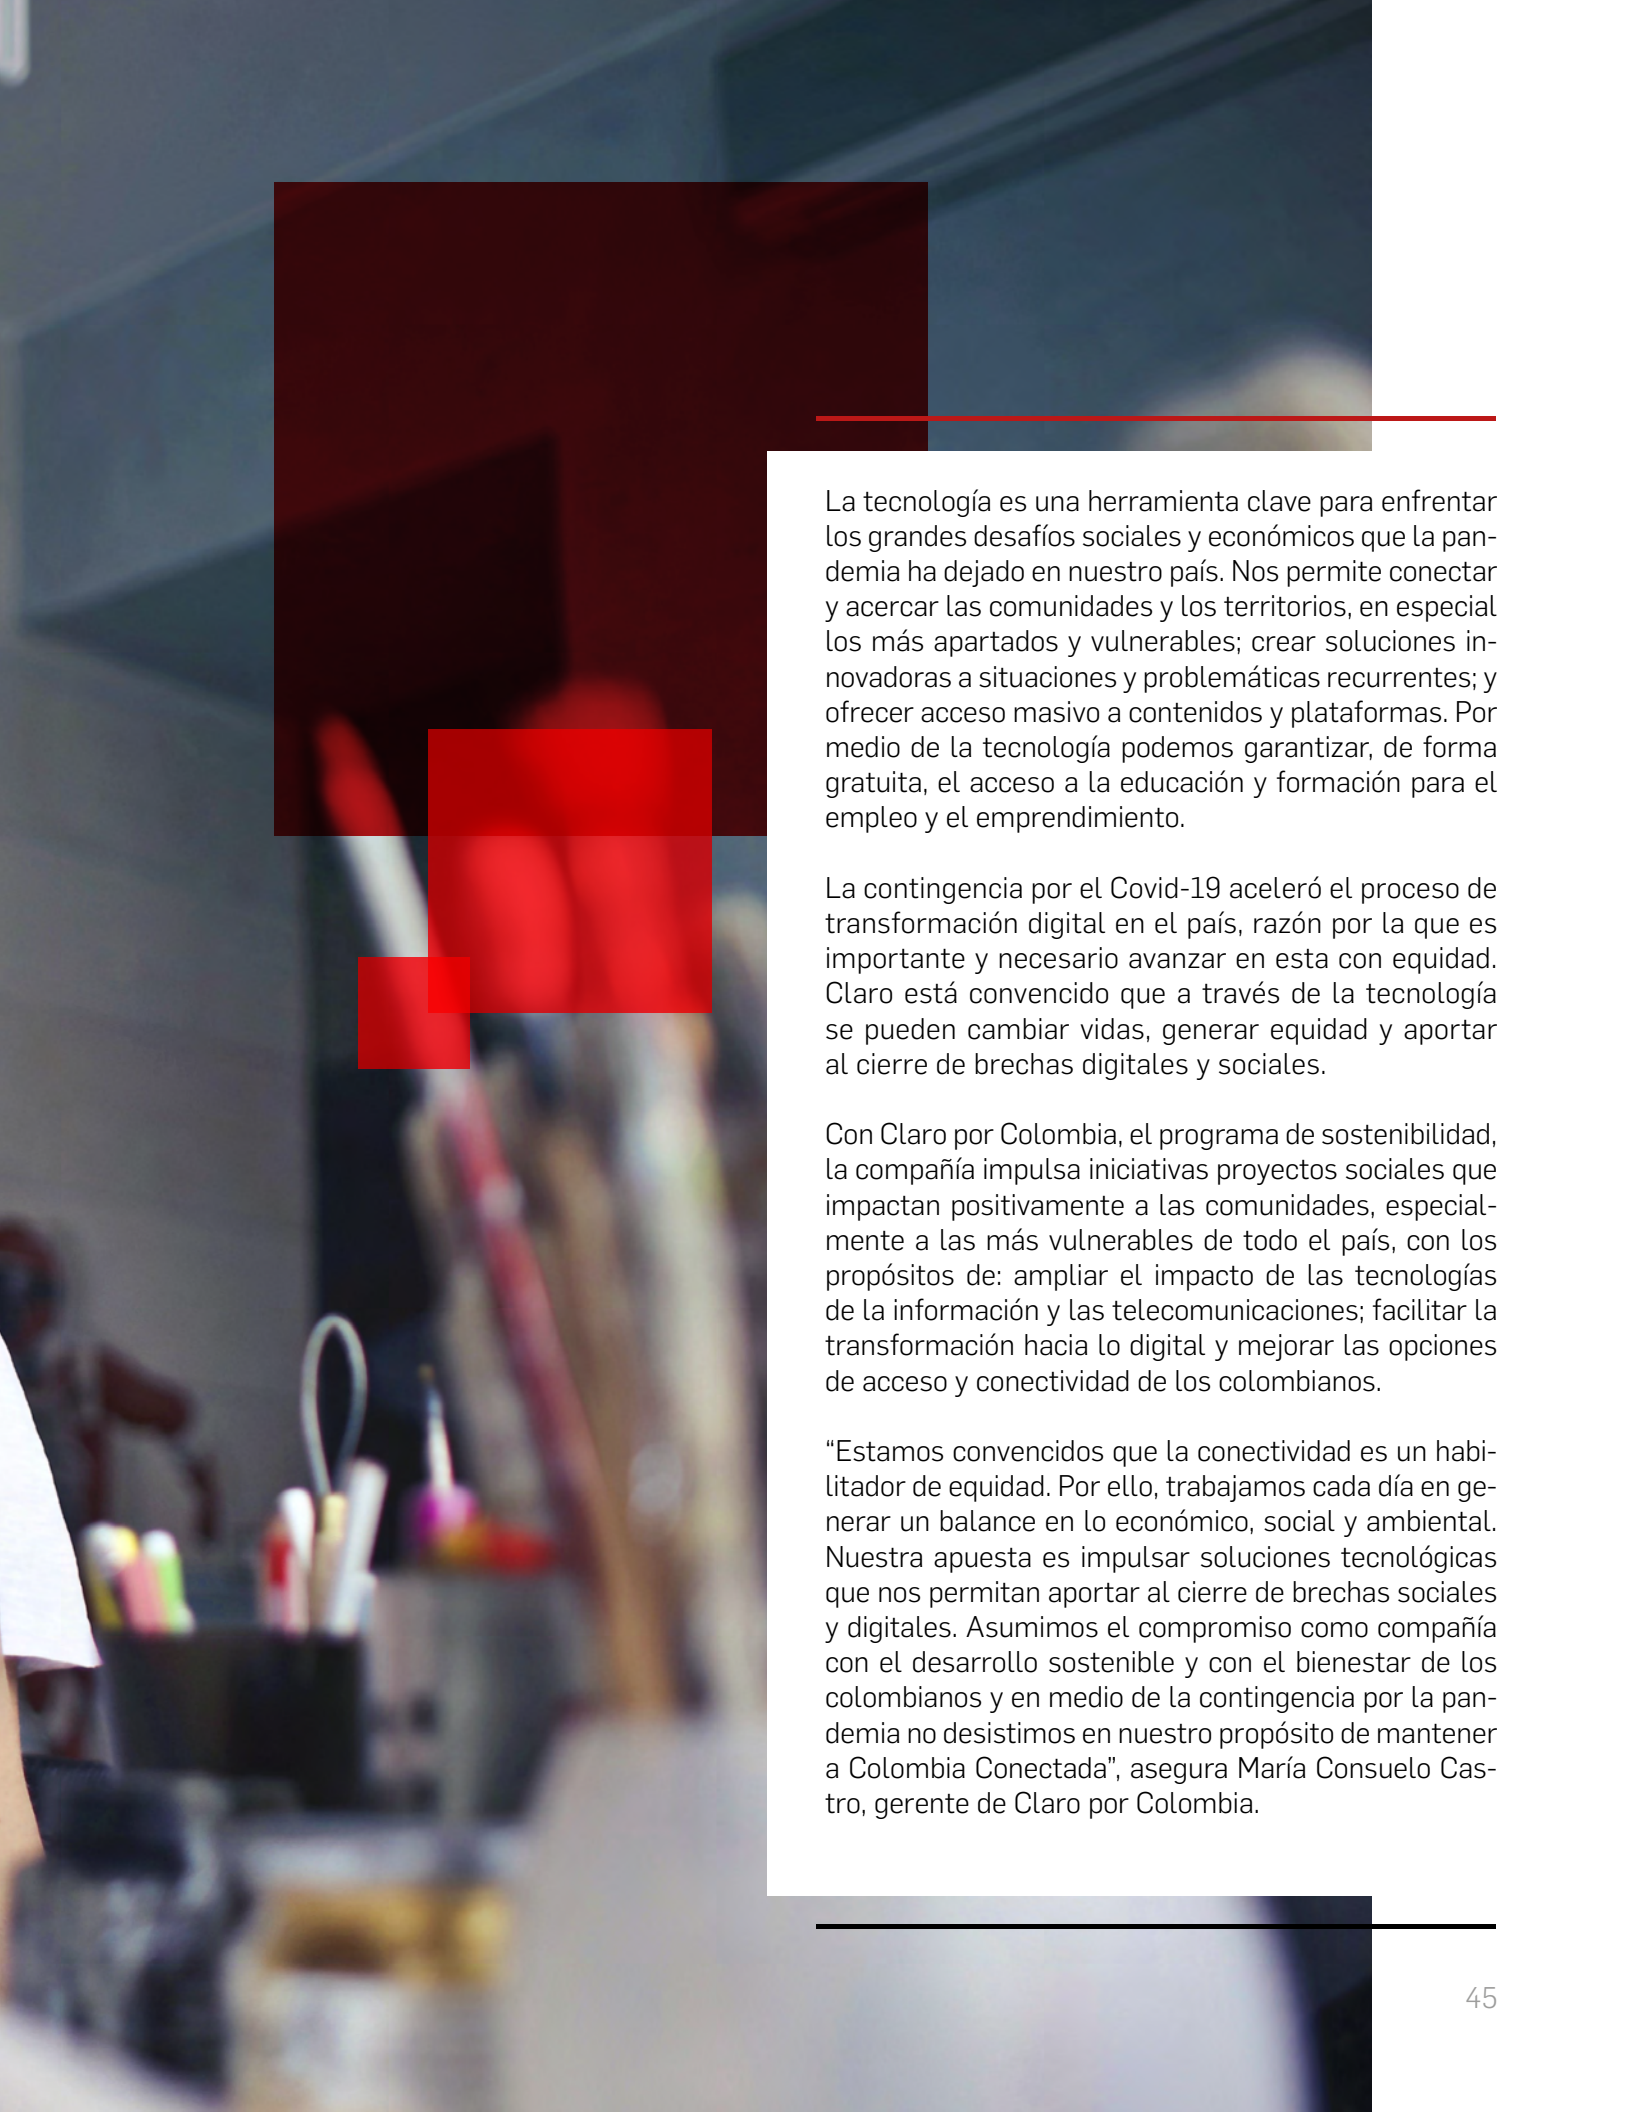 La tecnología es una herramienta clave para enfrentar
los grandes desafíos sociales y económicos que la pan-
demia ha dejado en nuestro país. Nos permite conectar
y acercar las comunidades y los territorios, en especial
los más apartados y vulnerables; crear soluciones in-
novadoras a situaciones y problemáticas recurrentes; y
ofrecer acceso masivo a contenidos y plataformas. Por
medio de la tecnología podemos garantizar, de forma
gratuita, el acceso a la educación y formación para el
empleo y el emprendimiento.
La contingencia por el Covid-19 aceleró el proceso de
transformación digital en el país, razón por la que es
importante y necesario avanzar en esta con equidad.
Claro está convencido que a través de la tecnología
se pueden cambiar vidas, generar equidad y aportar
al cierre de brechas digitales y sociales.
Con Claro por Colombia, el programa de sostenibilidad,
la compañía impulsa iniciativas proyectos sociales que
impactan positivamente a las comunidades, especial-
mente a las más vulnerables de todo el país, con los
propósitos de: ampliar el impacto de las tecnologías
de la información y las telecomunicaciones; facilitar la
transformación hacia lo digital y mejorar las opciones
de acceso y conectividad de los colombianos.
“Estamos convencidos que la conectividad es un habi-
litador de equidad. Por ello, trabajamos cada día en ge-
nerar un balance en lo económico, social y ambiental.
Nuestra apuesta es impulsar soluciones tecnológicas
que nos permitan aportar al cierre de brechas sociales
y digitales. Asumimos el compromiso como compañía
con el desarrollo sostenible y con el bienestar de los
colombianos y en medio de la contingencia por la pan-
demia no desistimos en nuestro propósito de mantener
a Colombia Conectada”, asegura María Consuelo Cas-
tro, gerente de Claro por Colombia.
45